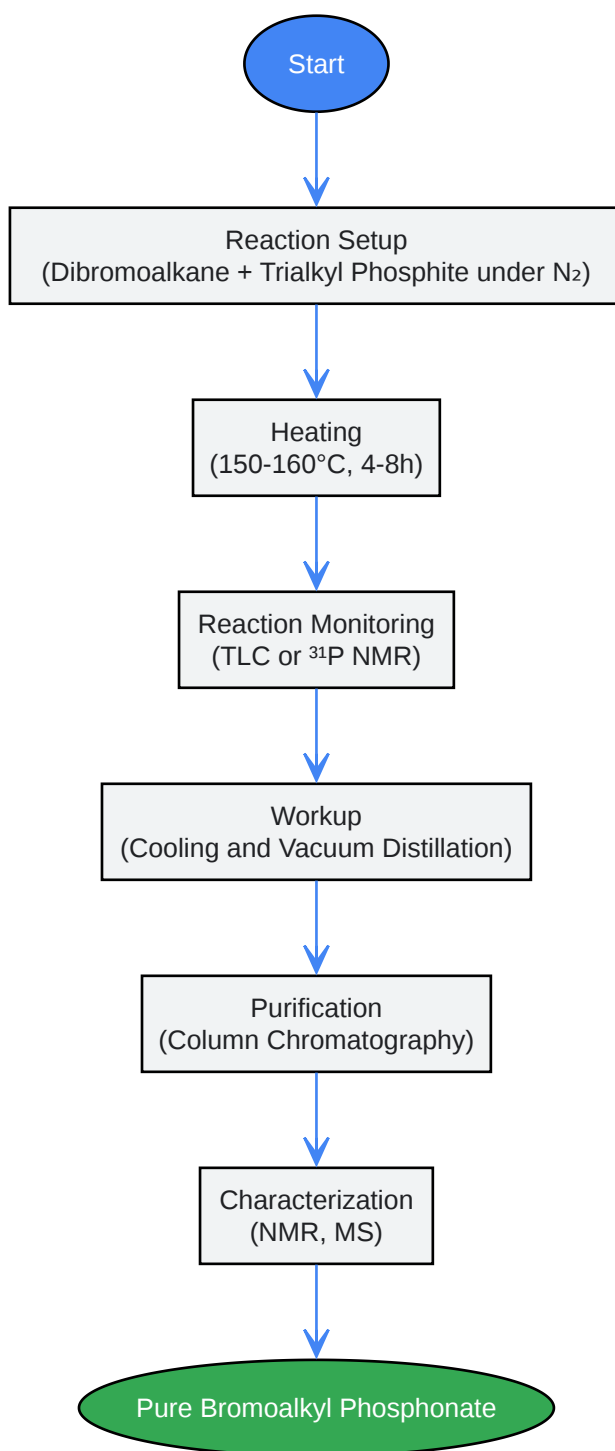 Start
Reaction Setup
(Dibromoalkane + Trialkyl Phosphite under N₂)
Heating
(150-160°C, 4-8h)
Reaction Monitoring
(TLC or ³¹P NMR)
Workup
(Cooling and Vacuum Distillation)
Purification
(Column Chromatography)
Characterization
(NMR, MS)
Pure Bromoalkyl Phosphonate